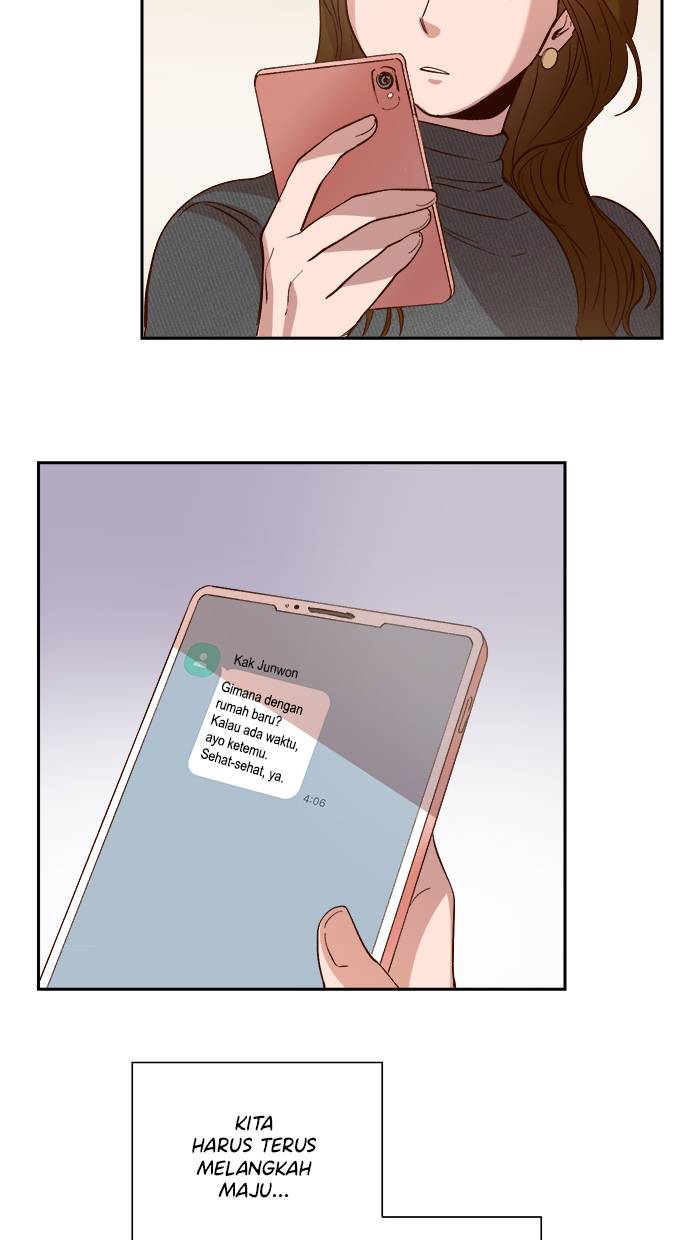 Kak Junwon
Gimana dengan
rumah baru?
Kalau ada waktu,
ayo ketemu.
Sehat-sehat, ya.
4:06
KITA
HARUS TERUS
MELANGKAH
MAJU...